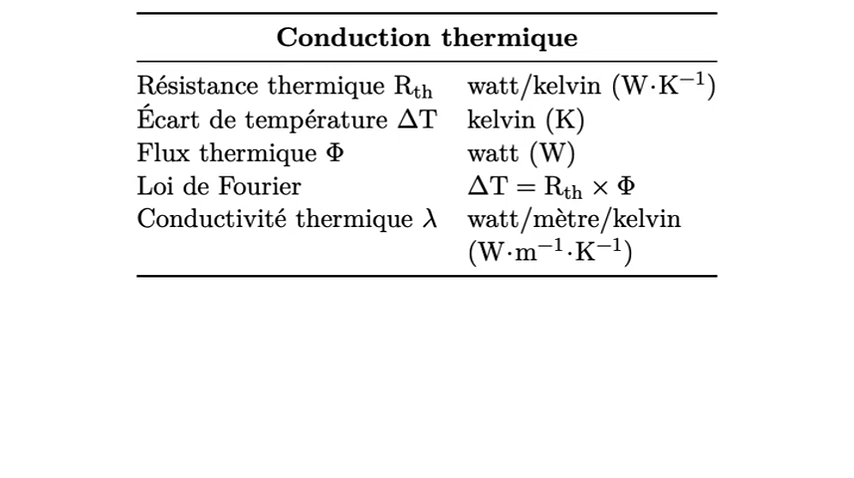 Conduction thermique
Résistance thermique Rth watt/kelvin (W·K−1)
Écart de température ΔT kelvin (K)
Flux thermique Φ watt (W)
Loi de Fourier ΔT = Rth × Φ
Conductivité thermique λ watt/mètre/kelvin
(W·m−1·K−1)